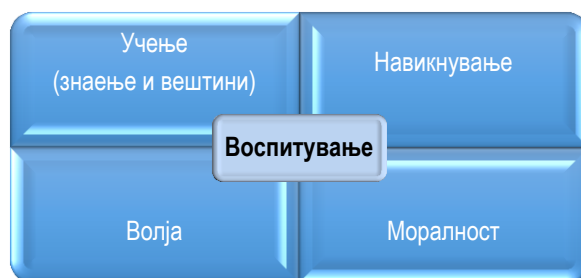 Учење
(знаење и вештини)
Навикнување
Воспитување
Волја
Моралност